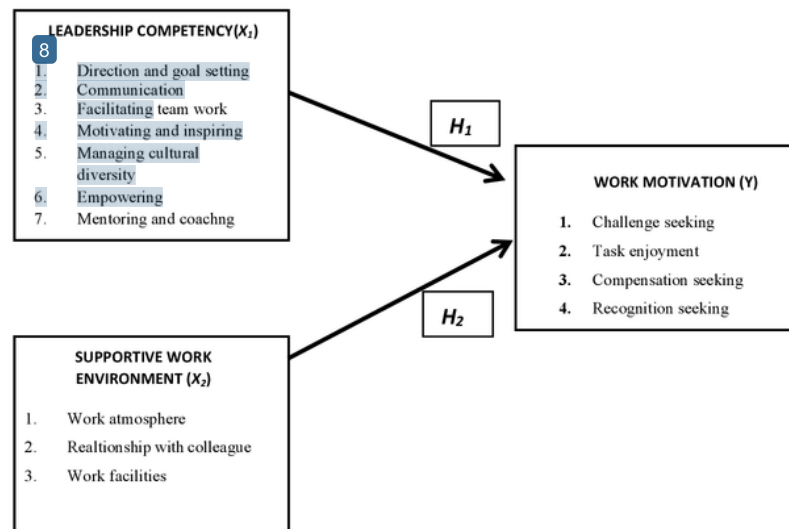 LEADERSHIP COMPETENCY(X₁)
8
1. Direction and goal setting
2. Communication
3. Facilitating team work
4. Motivating and inspiring
5. Managing cultural
diversity
6. Empowering
7. Mentoring and coachng
H₁
WORK MOTIVATION (Y)
1. Challenge seeking
2. Task enjoyment
3. Compensation seeking
4. Recognition seeking
H₂
SUPPORTIVE WORK
ENVIRONMENT (X₂)
1. Work atmosphere
2. Realtionship with colleague
3. Work facilities